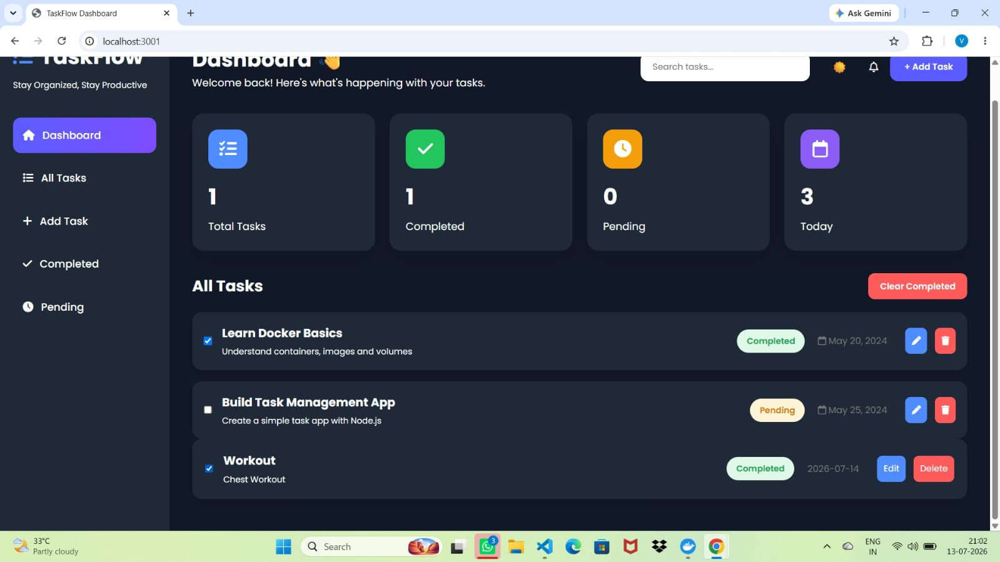 TaskFlow Dashboard
Ask Gemini
localhost:3001
V
TaskFlow
Stay Organized, Stay Productive
Dashboard
All Tasks
Add Task
Completed
Pending
Dashboard 👋
Welcome back! Here's what's happening with your tasks.
Search tasks...
+ Add Task
1
Total Tasks
1
Completed
0
Pending
3
Today
All Tasks
Clear Completed
Learn Docker Basics
Understand containers, images and volumes
Completed
May 20, 2024
Build Task Management App
Create a simple task app with Node.js
Pending
May 25, 2024
Workout
Chest Workout
Completed
2026-07-14
Edit
Delete
33°C
Partly cloudy
Search
3
ENG
IN
21:02
13-07-2026